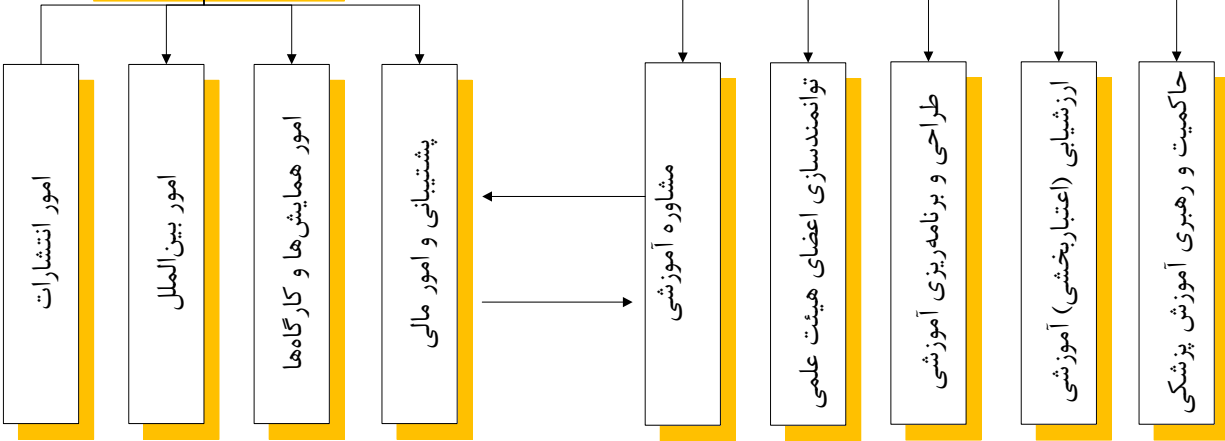 حاکمیت و رهبری آموزش پزشکی
ارزشیابی (اعتباربخشی) آموزشی
طراحی و برنامه‌ریزی آموزشی
توانمندسازی اعضای هیئت علمی
مشاوره آموزشی
پشتیبانی و امور مالی
امور همایش‌ها و کارگاه‌ها
امور بین‌الملل
امور انتشارات